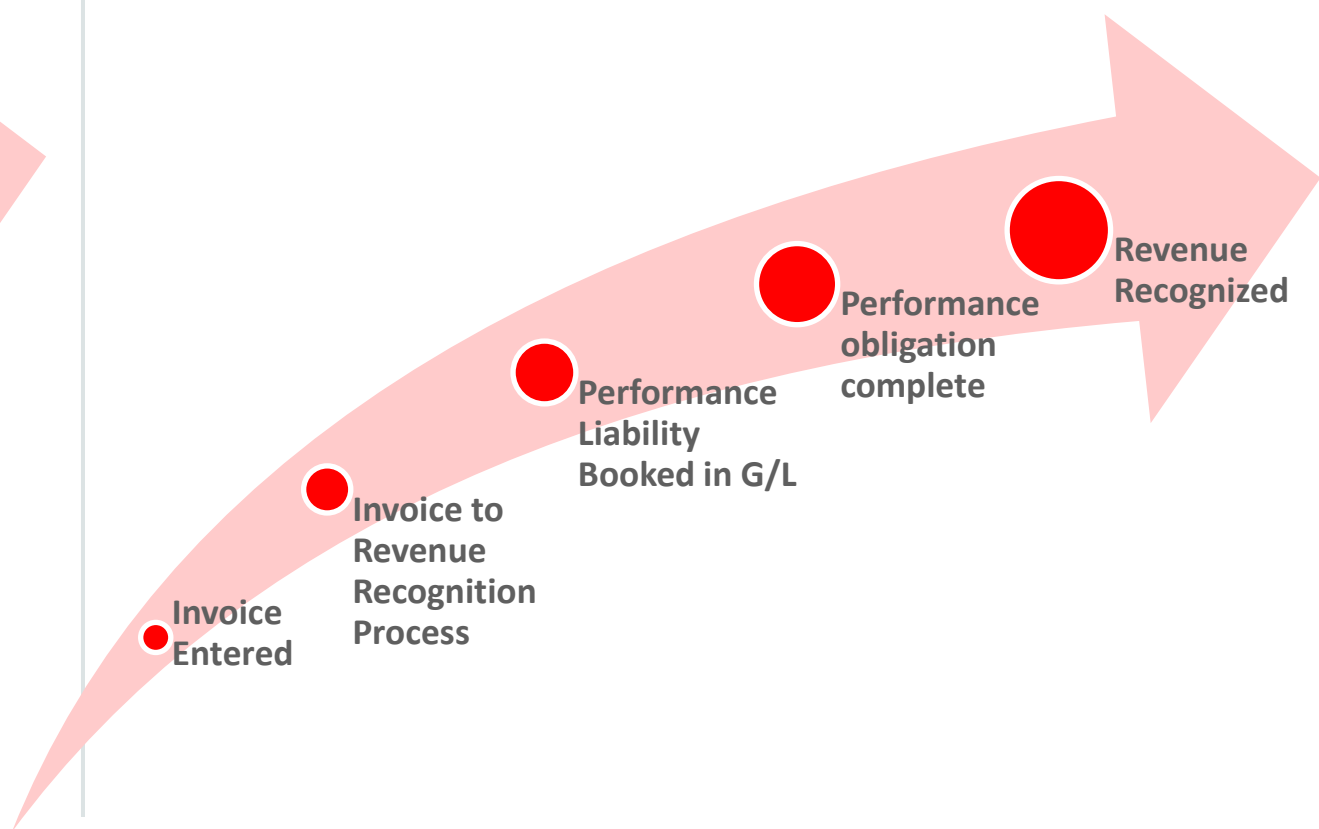 Invoice
Entered
Invoice to
Revenue
Recognition
Process
Performance
Liability
Booked in G/L
Performance
obligation
complete
Revenue
Recognized